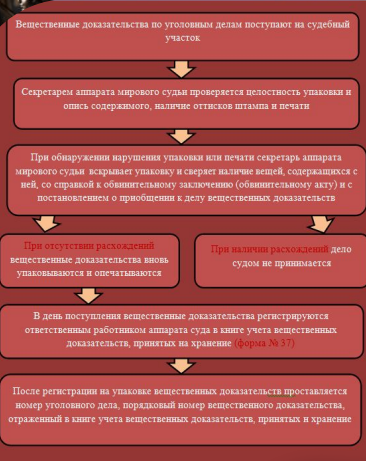 Вещественные доказательства по уголовным делам поступают на судебный
участок
Секретарем аппарата мирового судьи проверяется целостность упаковки и
опись содержимого, наличие оттисков штампа и печати
При обнаружении нарушения упаковки или печати секретарь аппарата
мирового судьи вскрывает упаковку и сверяет наличие вещей, содержащихся с
ней, со справкой к обвинительному заключению (обвинительному акту) и с
постановлением о приобщении к делу вещественных доказательств
При отсутствии расхождений
вещественные доказательства вновь
упаковываются и опечатываются
При наличии расхождений дело
судом не принимается
В день поступления вещественные доказательства регистрируются
ответственным работником аппарата суда в книге учета вещественных
доказательств, принятых на хранение (форма № 37)
После регистрации на упаковке вещественных доказательств проставляется
номер уголовного дела, порядковый номер вещественного доказательства,
отраженный в книге учета вещественных доказательств, принятых н хранение